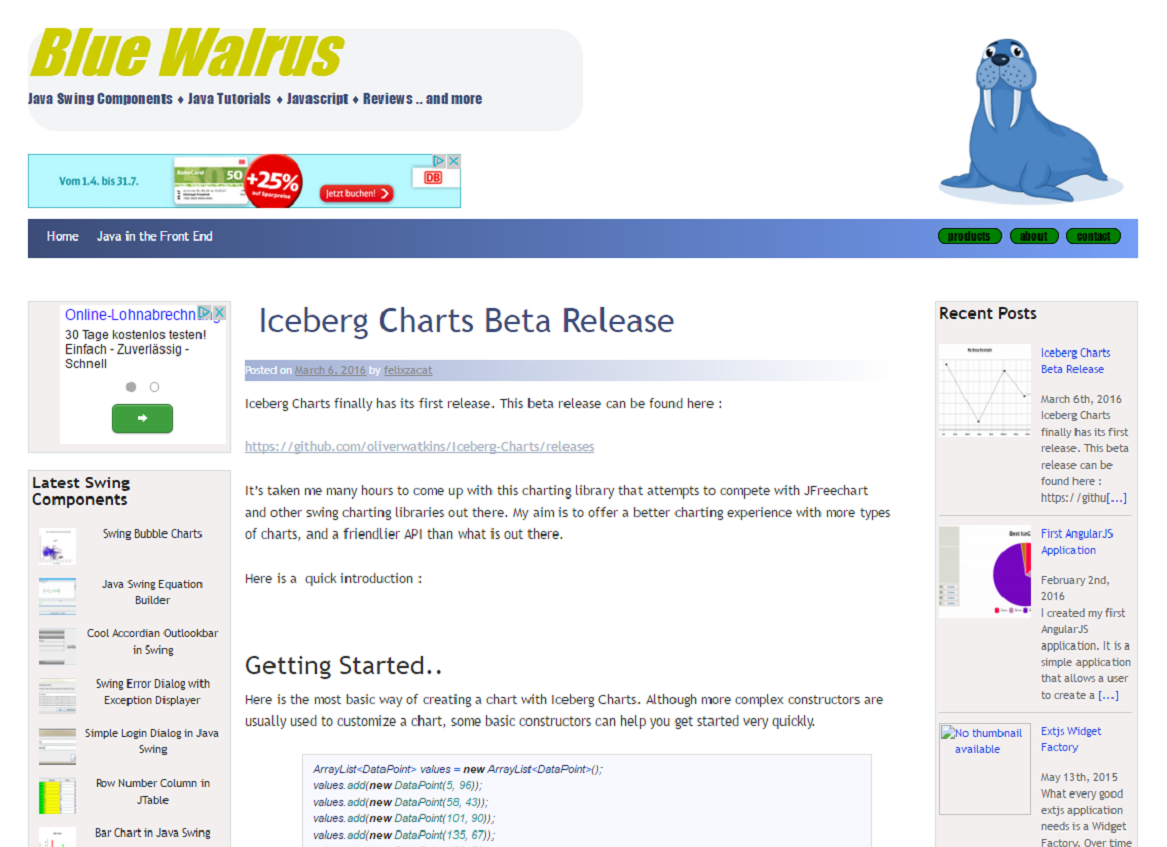 Blue Walrus
Java Swing Components ♦ Java Tutorials ♦ Javascript ♦ Reviews .. and more
Vom 1.4. bis 31.7.
50
+25%
auf Sparpreise
Jetzt buchen!
DB
Home Java in the Front End
products about contact
Online-Lohnabrechn
30 Tage kostenlos testen!
Einfach - Zuverlässig -
Schnell
Latest Swing
Components
Swing Bubble Charts
Java Swing Equation
Builder
Cool Accordian Outlookbar
in Swing
Swing Error Dialog with
Exception Displayer
Simple Login Dialog in Java
Swing
Row Number Column in
JTable
Bar Chart in Java Swing
Iceberg Charts Beta Release
Posted on March 6, 2016 by felixzacat
Iceberg Charts finally has its first release. This beta release can be found here :
https://github.com/oliverwatkins/Iceberg-Charts/releases
It's taken me many hours to come up with this charting library that attempts to compete with JFreechart
and other swing charting libraries out there. My aim is to offer a better charting experience with more types
of charts, and a friendlier API than what is out there.
Here is a quick introduction :
Getting Started..
Here is the most basic way of creating a chart with Iceberg Charts. Although more complex constructors are
usually used to customize a chart, some basic constructors can help you get started very quickly.
ArrayList<DataPoint> values = new ArrayList<DataPoint>();
values.add(new DataPoint(5, 96));
values.add(new DataPoint(58, 43));
values.add(new DataPoint(101, 90));
values.add(new DataPoint(135, 67));
Recent Posts
Iceberg Charts
Beta Release
March 6th, 2016
Iceberg Charts
finally has its first
release. This beta
release can be
found here :
https://githu[...]
First AngularJS
Application
February 2nd,
2016
I created my first
AngularJS
application. It is a
simple application
that allows a user
to create a [...]
No thumbnail
available
Extjs Widget
Factory
May 13th, 2015
What every good
extjs application
needs is a Widget
Factory. Over time